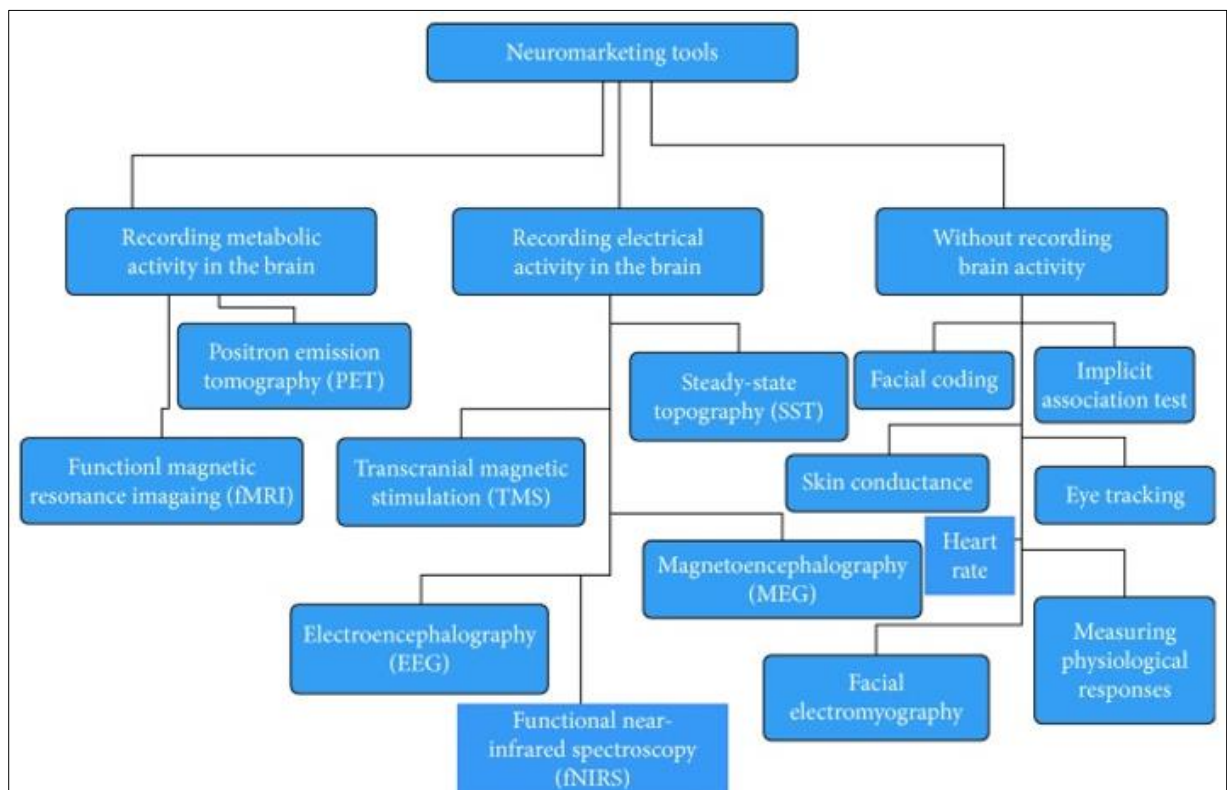 Neuromarketing tools
Recording metabolic
activity in the brain
Recording electrical
activity in the brain
Without recording
brain activity
Positron emission
tomography (PET)
Functionl magnetic
resonance imagaing (fMRI)
Steady-state
topography (SST)
Transcranial magnetic
stimulation (TMS)
Magnetoencephalography
(MEG)
Electroencephalography
(EEG)
Functional near-
infrared spectroscopy
(fNIRS)
Facial coding
Implicit
association test
Skin conductance
Eye tracking
Heart
rate
Measuring
physiological
responses
Facial
electromyography